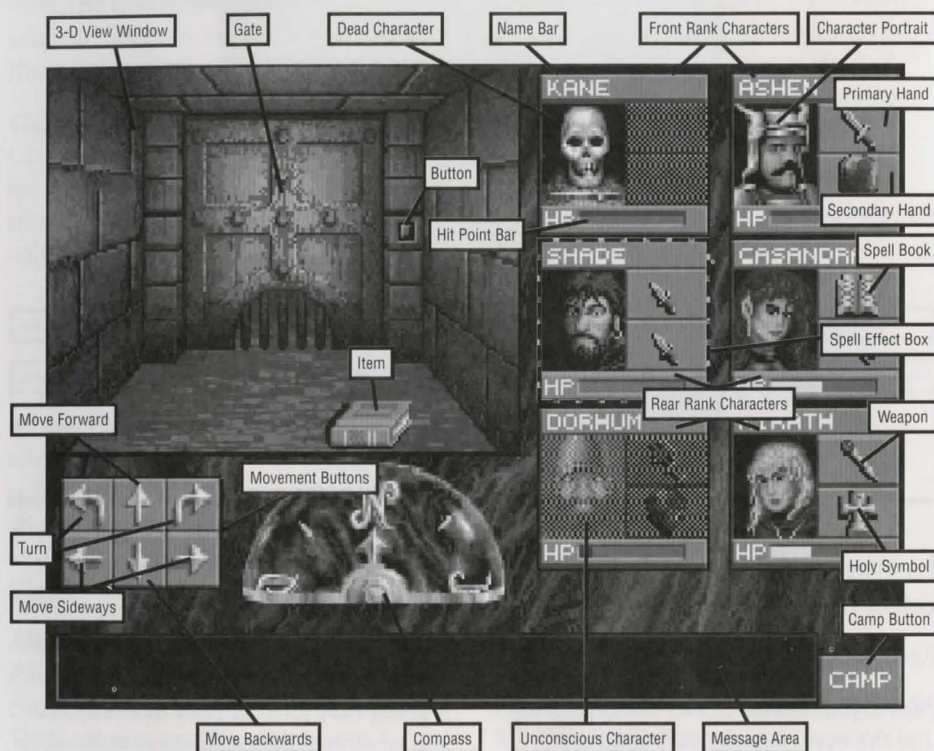 3-D View Window
Gate
Dead Character
Name Bar
Front Rank Characters
Character Portrait
KANE
ASHEN
Primary Hand
Button
Secondary Hand
Hit Point Bar
HP
HP
SHADE
CASANDRA
Spell Book
Spell Effect Box
Item
HP
HP
Rear Rank Characters
Move Forward
DORHUM
Weapon
Movement Buttons
N
Turn
HP
HP
Holy Symbol
Move Sideways
Camp Button
CAMP
Move Backwards
Compass
Unconscious Character
Message Area